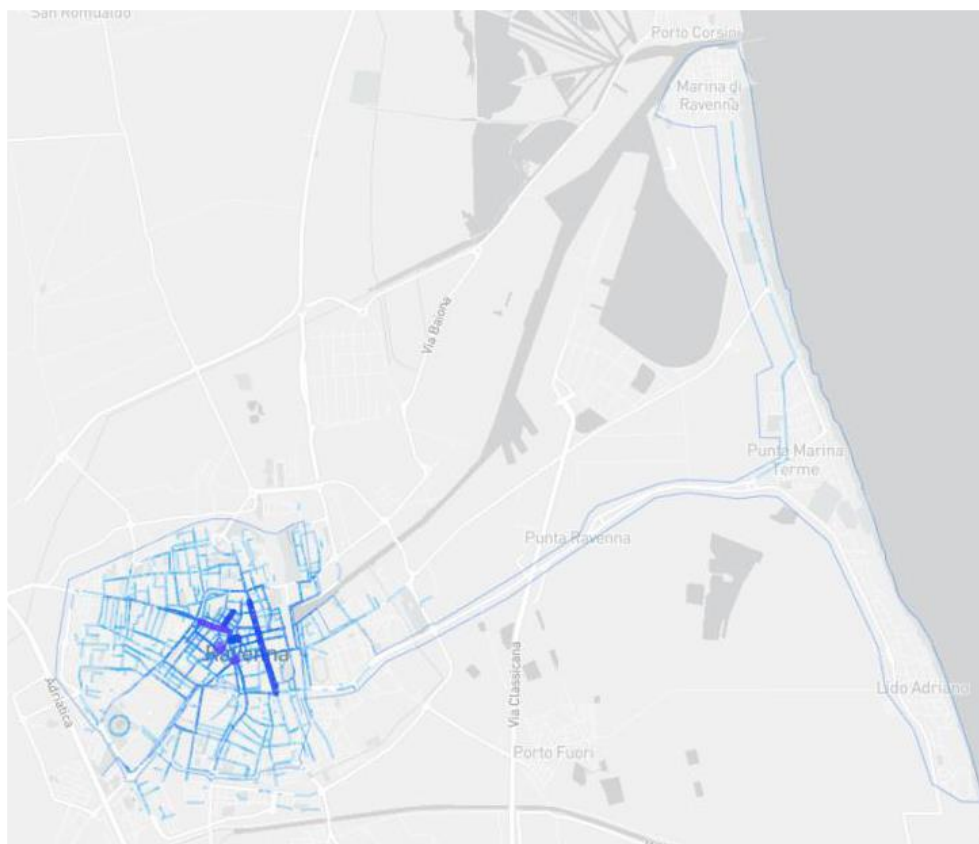 San Romualdo
Porto Corsini
Marina di
Ravenna
Via Baiona
Punta Marina
Terme
Punta Ravenna
Ravenna
Adriatica
Via Classicana
Lido Adriano
Porto Fuori